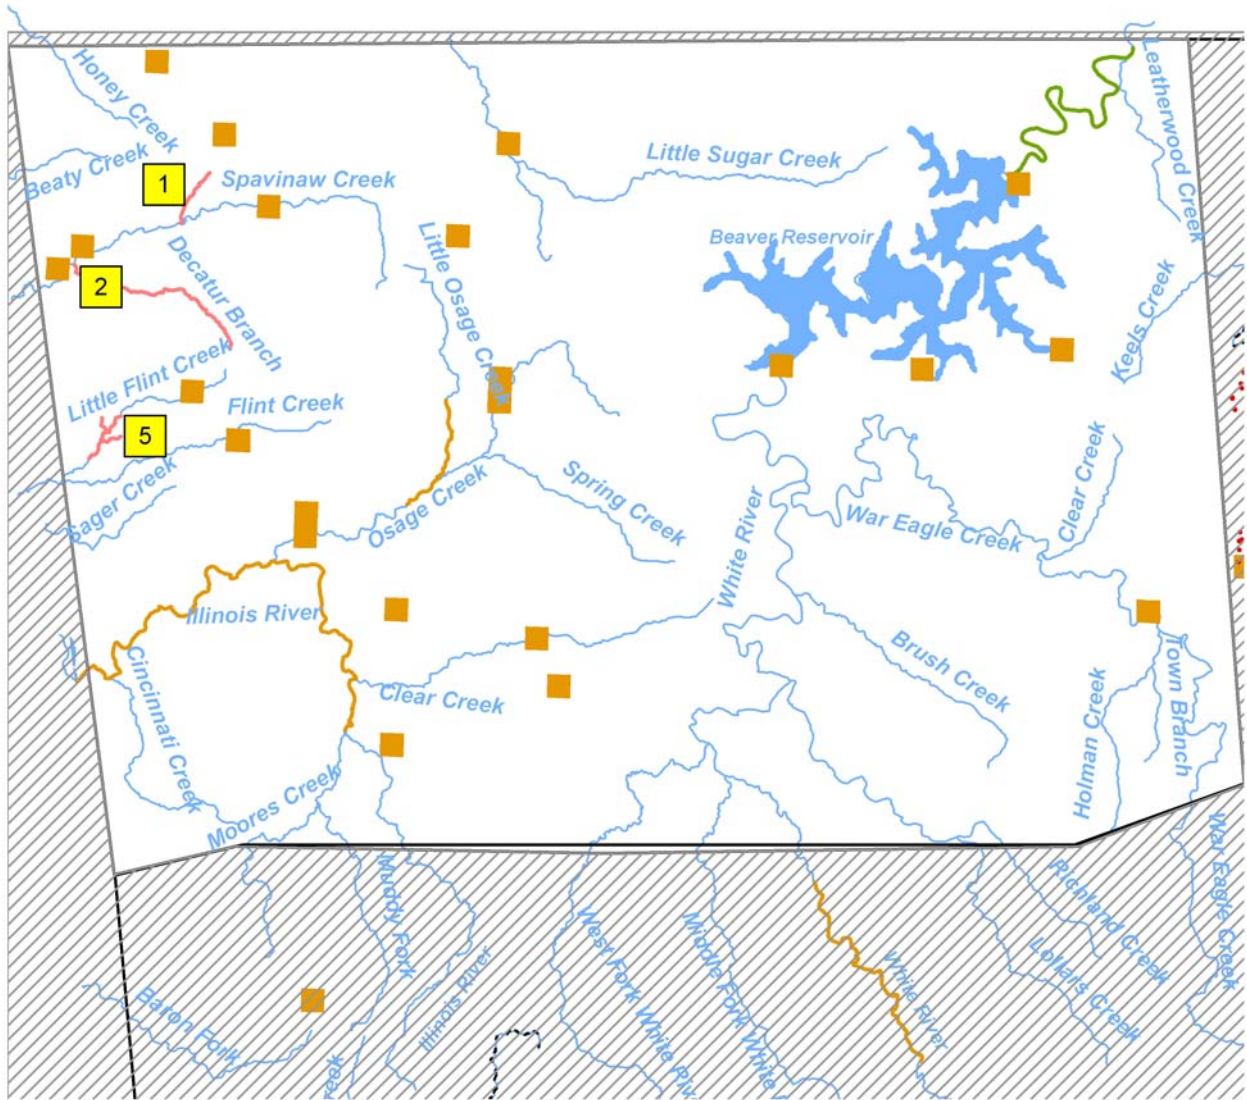 Honey Creek
Leatherwood Creek
Beaty Creek
1
Spavinaw Creek
Little Sugar Creek
Beaver Reservoir
Decatur Branch
Little Osage Creek
2
Keels Creek
Little Flint Creek
Flint Creek
5
Sager Creek
Osage Creek
Spring Creek
White River
War Eagle Creek
Clear Creek
Illinois River
Cincinnati Creek
Clear Creek
Brush Creek
Holman Creek
Town Branch
Moores Creek
Muddy Fork
Illinois River
West Fork White Riv
Middle Fork White
White River
Richland Creek
Lollars Creek
War Eagle Creek
Baron Fork
reek